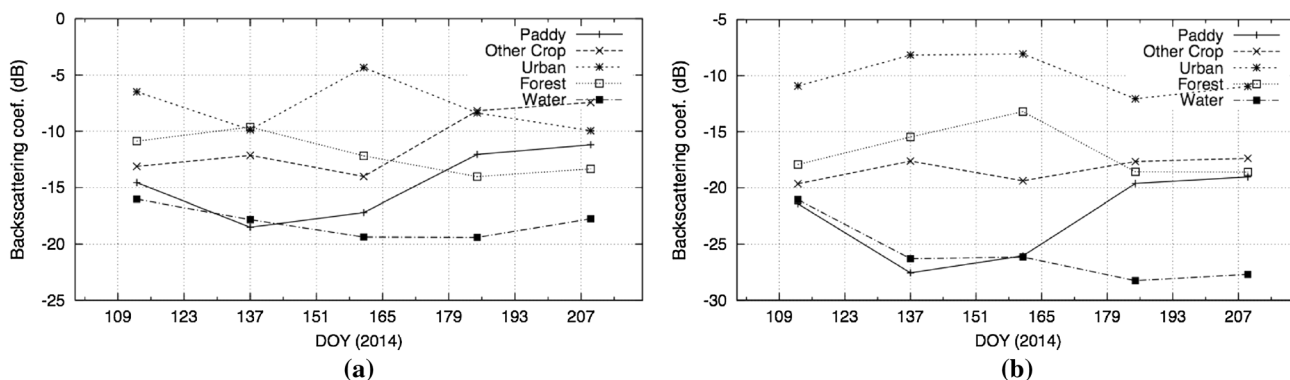 0
-5
-10
-15
-20
-25
Backscattering coef. (dB)
Paddy
Other Crop
Urban
Forest
Water
109 123 137 151 165 179 193 207
DOY (2014)
(a)
-5
-10
-15
-20
-25
-30
Backscattering coef. (dB)
Paddy
Other Crop
Urban
Forest
Water
109 123 137 151 165 179 193 207
DOY (2014)
(b)